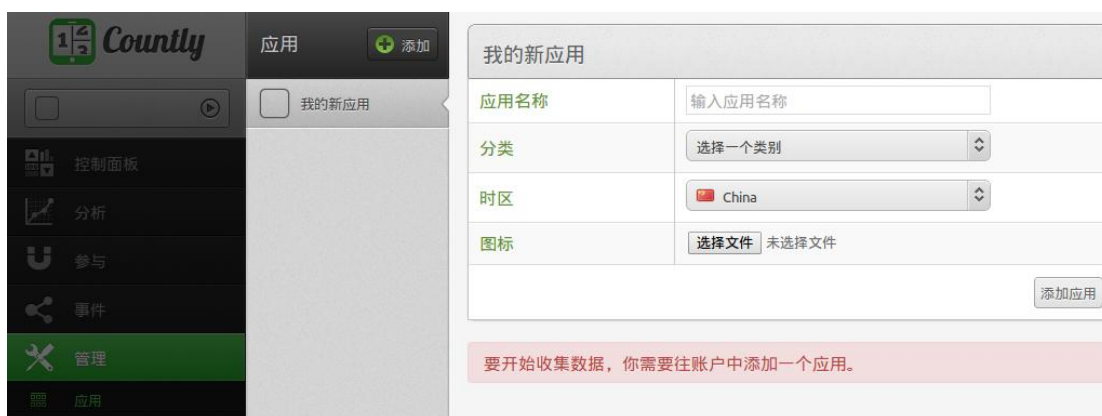 Countly
控制面板
分析
参与
事件
管理
应用
应用
添加
我的新应用
我的新应用
应用名称 输入应用名称
分类 选择一个类别
时区 China
图标 选择文件 未选择文件
添加应用
要开始收集数据，你需要往账户中添加一个应用。